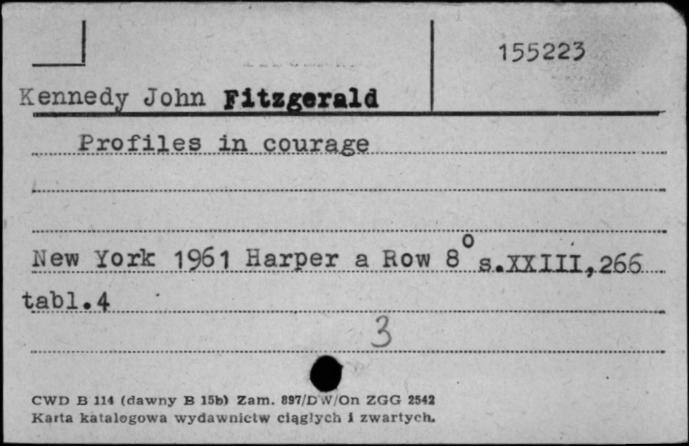 155223
Kennedy John Fitzgerald
Profiles in courage
New York 1961 Harper a Row 8° s.XXIII,266
tabl.4
3
CWD B 114 (dawny B 15b) Zam. 897/DW/On ZGG 2542
Karta katalogowa wydawnictw ciągłych i zwartych.